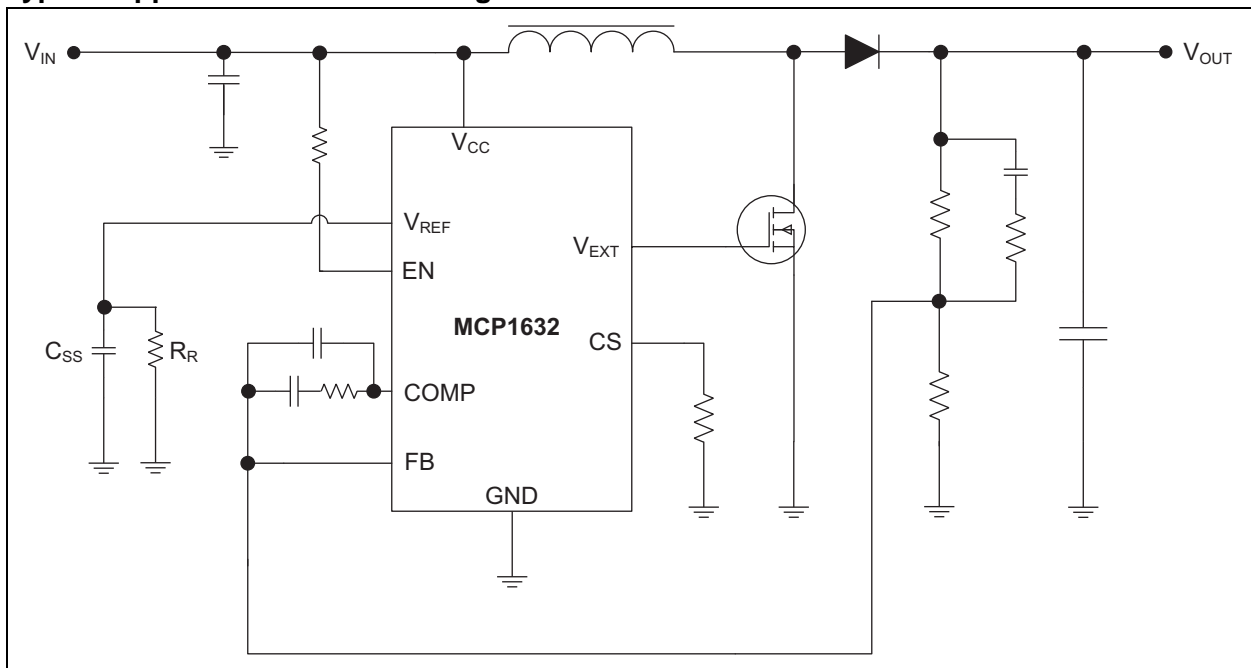 V_IN
V_OUT
V_CC
V_REF
V_EXT
EN
MCP1632
CS
C_SS
R_R
COMP
FB
GND